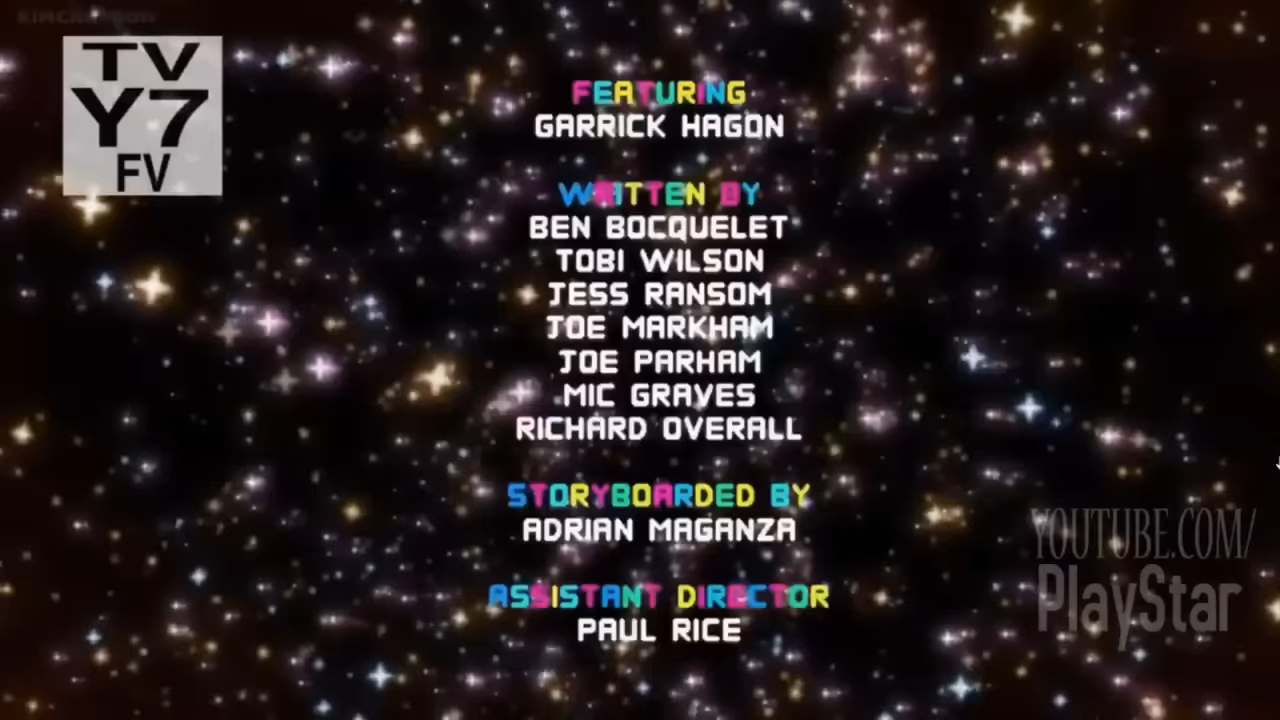 KIMCARTOON
TV
Y7
FV
FEATURING
GARRICK HAGON
WRITTEN BY
BEN BOCQUELET
TOBI WILSON
JESS RANSOM
JOE MARKHAM
JOE PARHAM
MIC GRAVES
RICHARD OVERALL
STORYBOARDED BY
ADRIAN MAGANZA
ASSISTANT DIRECTOR
PAUL RICE
YOUTUBE.COM/
PlayStar